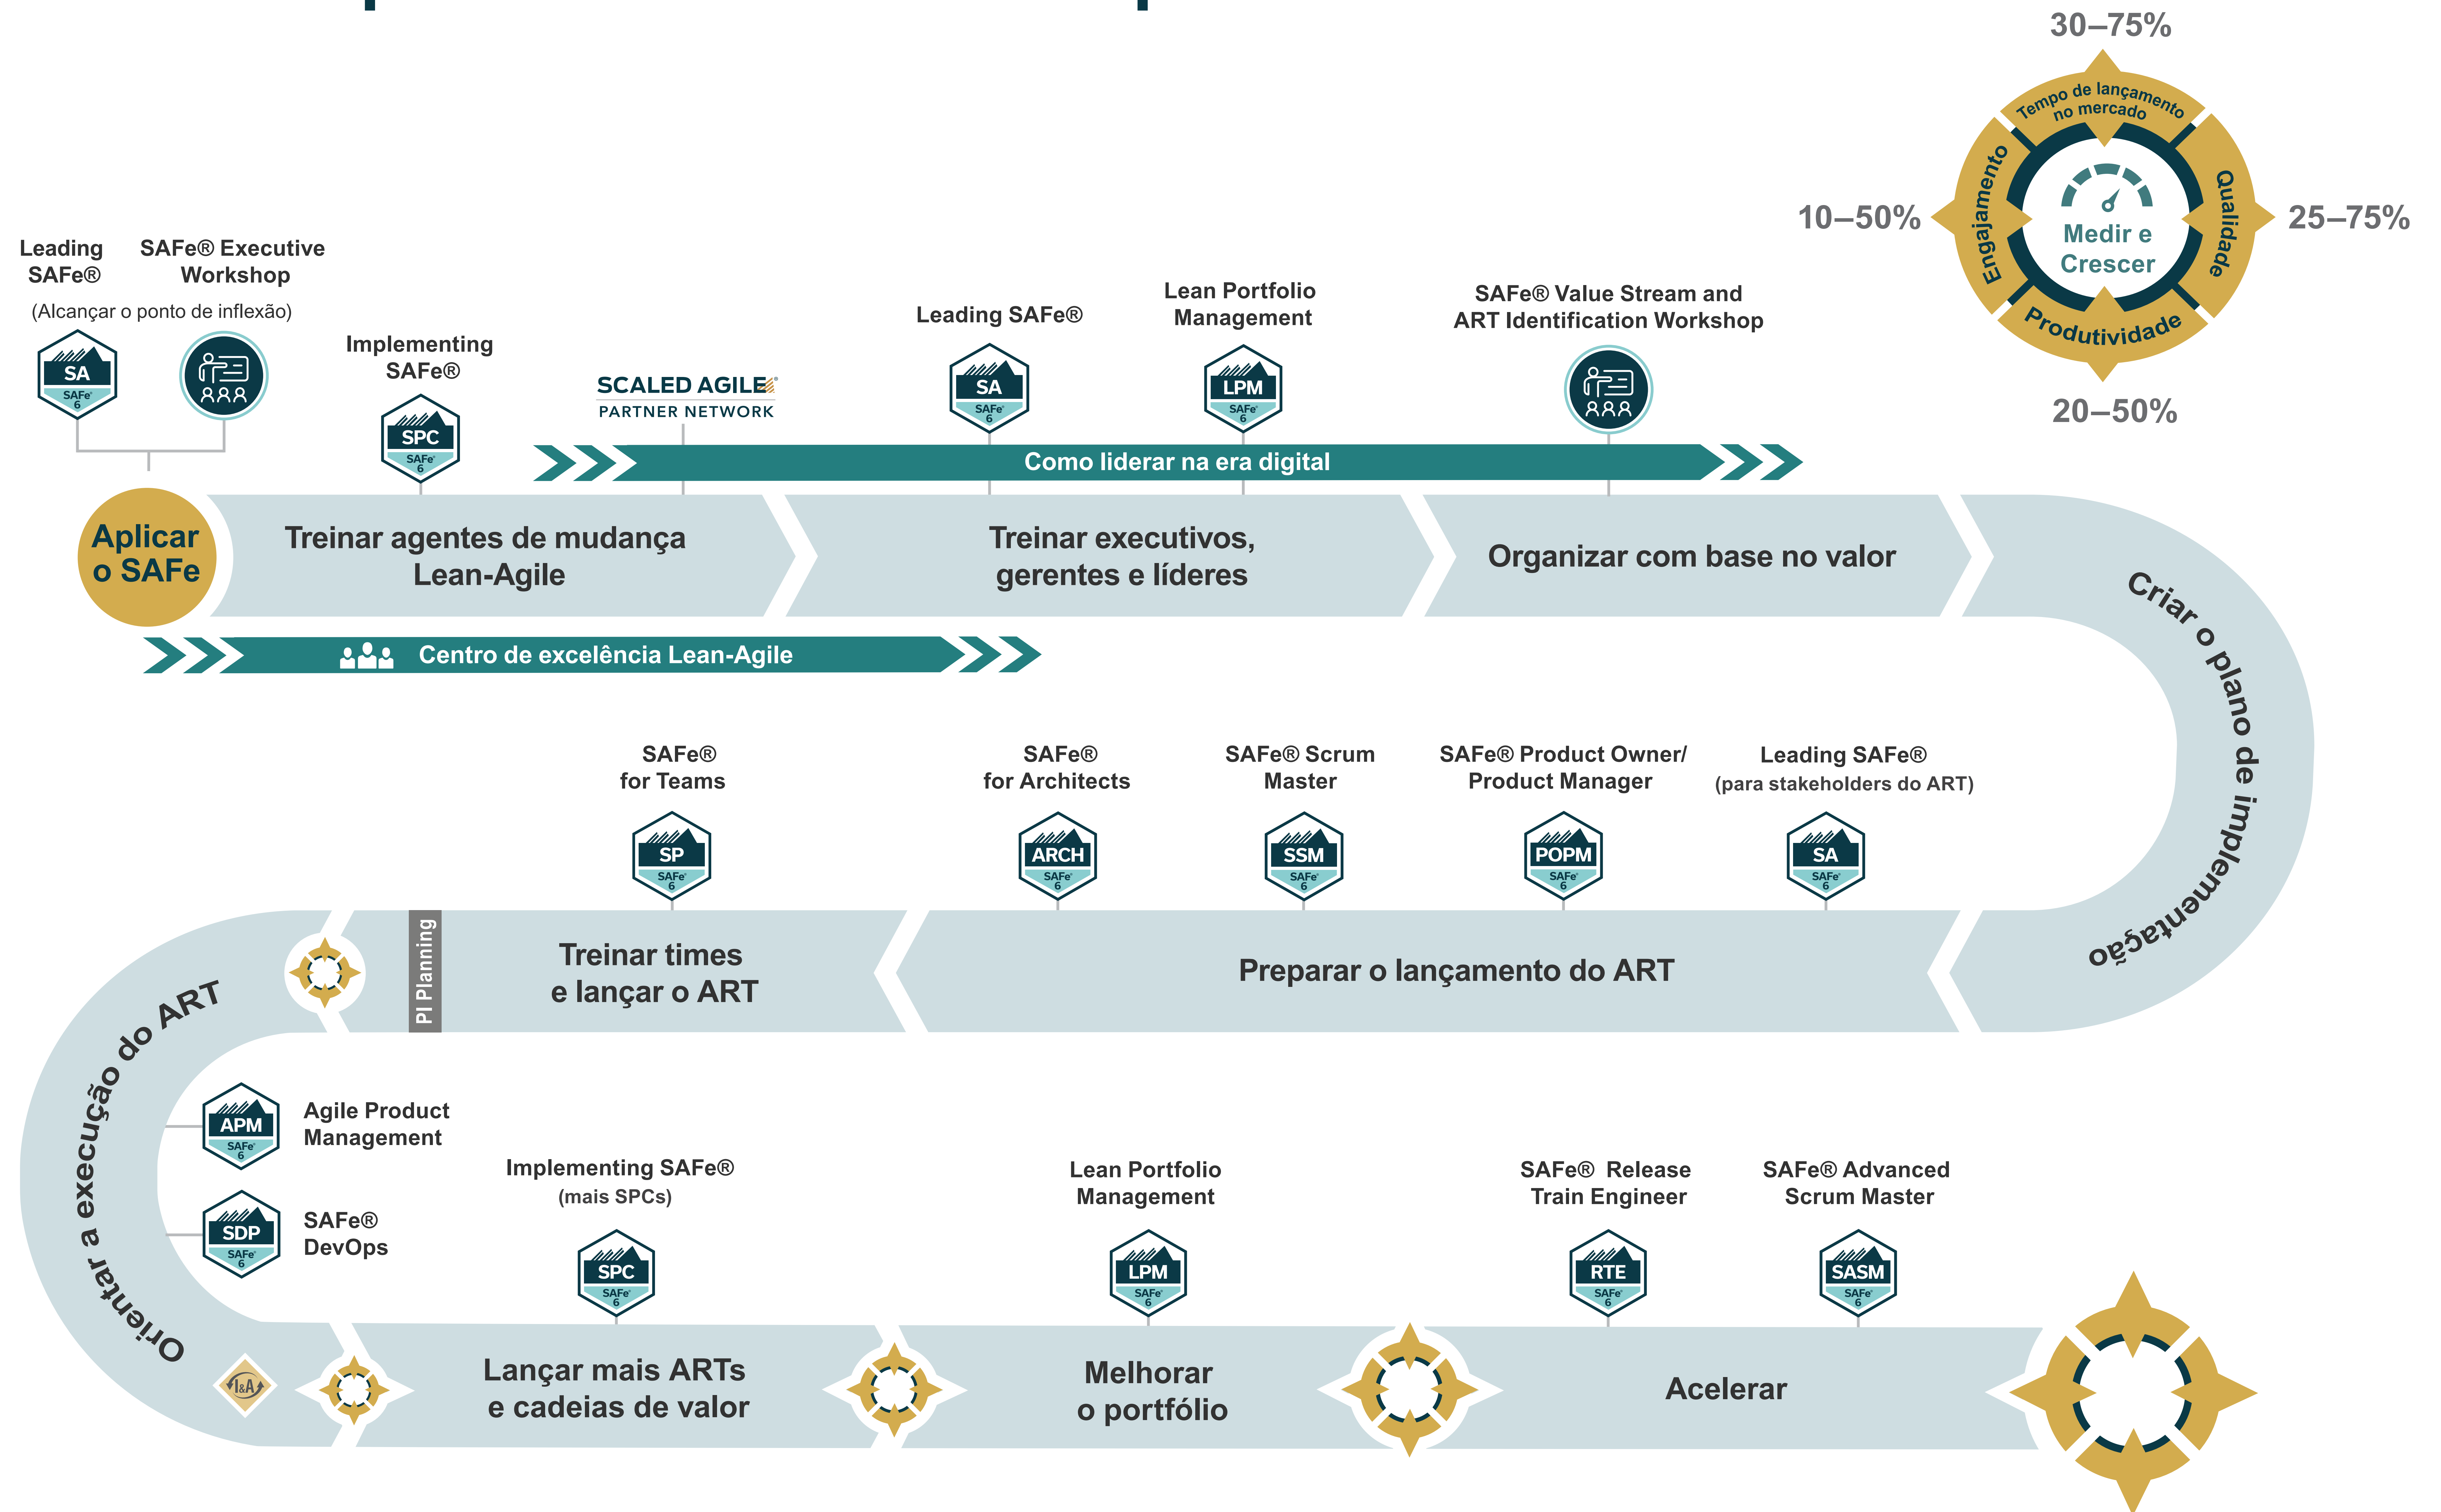 30–75%
Tempo de lançamento
no mercado
Engajamento
Qualidade
Produtividade
Medir e
Crescer
10–50%
25–75%
20–50%
Leading
SAFe®
SAFe® Executive
Workshop
(Alcançar o ponto de inflexão)
SA
SAFe®
6
Implementing
SAFe®
SPC
SAFe®
6
SCALED AGILE®
PARTNER NETWORK
Leading SAFe®
SA
SAFe®
6
Lean Portfolio
Management
LPM
SAFe®
6
SAFe® Value Stream and
ART Identification Workshop
Como liderar na era digital
Aplicar
o SAFe
Treinar agentes de mudança
Lean-Agile
Treinar executivos,
gerentes e líderes
Organizar com base no valor
Criar o plano de implementação
Centro de excelência Lean-Agile
SAFe®
for Teams
SP
SAFe®
6
SAFe®
for Architects
ARCH
SAFe®
6
SAFe® Scrum
Master
SSM
SAFe®
6
SAFe® Product Owner/
Product Manager
POPM
SAFe®
6
Leading SAFe®
(para stakeholders do ART)
SA
SAFe®
6
PI Planning
Treinar times
e lançar o ART
Preparar o lançamento do ART
Orientar a execução do ART
APM
SAFe®
6
Agile Product
Management
SDP
SAFe®
6
SAFe®
DevOps
I&A
Implementing SAFe®
(mais SPCs)
SPC
SAFe®
6
Lean Portfolio
Management
LPM
SAFe®
6
SAFe® Release
Train Engineer
RTE
SAFe®
6
SAFe® Advanced
Scrum Master
SASM
SAFe®
6
Lançar mais ARTs
e cadeias de valor
Melhorar
o portfólio
Acelerar